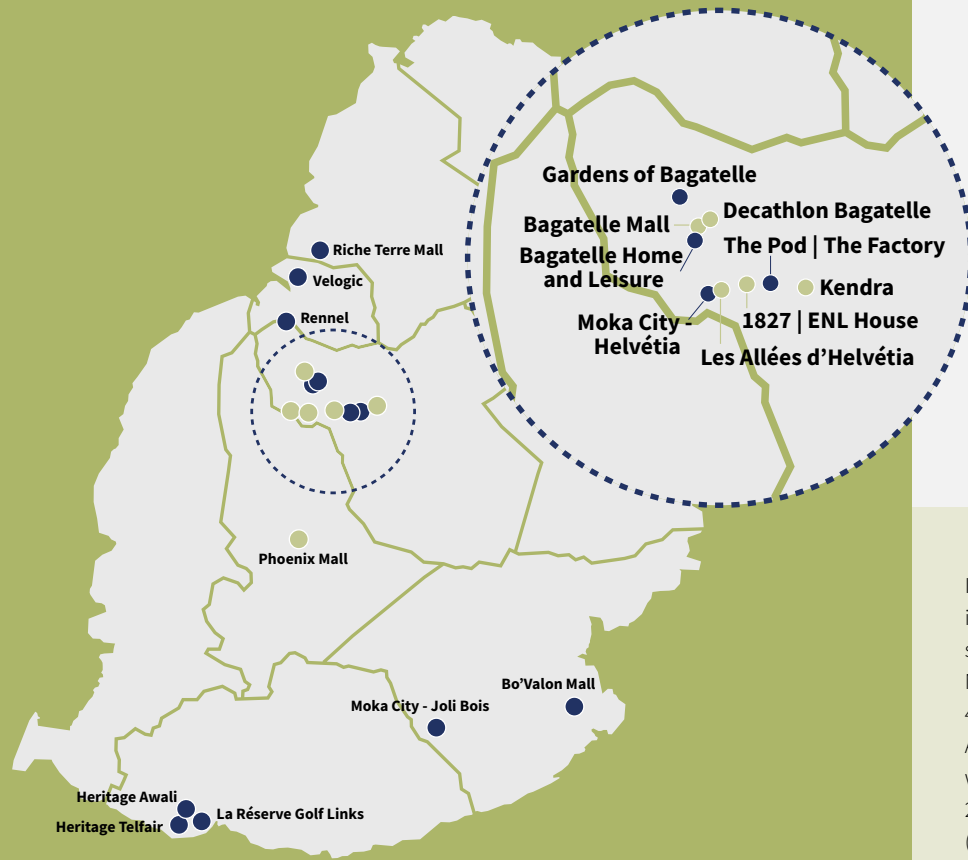 Gardens of Bagatelle
Decathlon Bagatelle
Bagatelle Mall
The Pod | The Factory
Bagatelle Home
and Leisure
Kendra
Moka City -
Helvétia
1827 | ENL House
Les Allées d’Helvétia
Riche Terre Mall
Velogic
Rennel
Phoenix Mall
Bo’Valon Mall
Moka City - Joli Bois
Heritage Awali
La Réserve Golf Links
Heritage Telfair